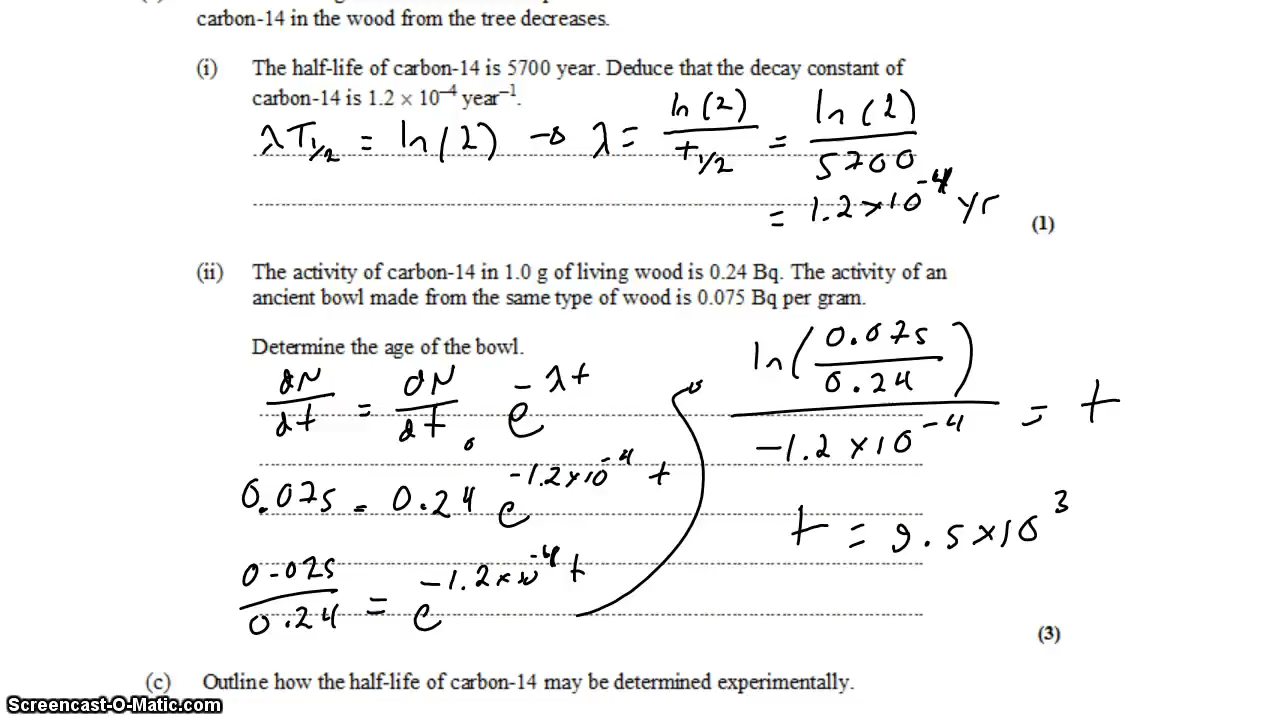 carbon-14 in the wood from the tree decreases.
(i) The half-life of carbon-14 is 5700 year. Deduce that the decay constant of
carbon-14 is 1.2 × 10⁻⁴ year⁻¹.
λT1/2 = ln(2) → λ = ln(2) / T1/2 = ln(2) / 5700
= 1.2×10⁻⁴ yr
(1)
(ii) The activity of carbon-14 in 1.0 g of living wood is 0.24 Bq. The activity of an
ancient bowl made from the same type of wood is 0.075 Bq per gram.
Determine the age of the bowl.
dN/dt = dN/dt₀ e^-λt
0.075 = 0.24 e^-1.2×10⁻⁴ t
0.075/0.24 = e^-1.2×10⁻⁴ t
ln(0.075/0.24) / -1.2×10⁻⁴ = t
t = 9.5×10³
(3)
(c) Outline how the half-life of carbon-14 may be determined experimentally.
Screencast-O-Matic.com